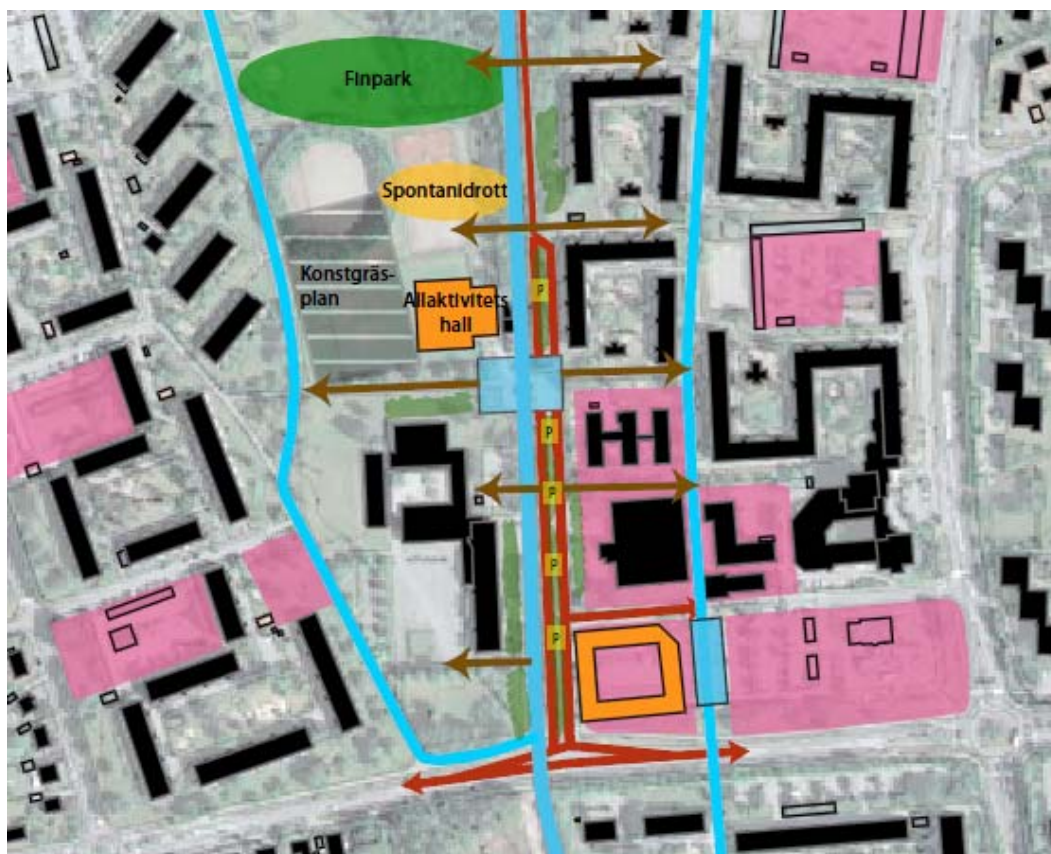 Finpark
Spontanidrott
Konstgräs-
plan
Allaktivitets
hall
P
P
P
P
P